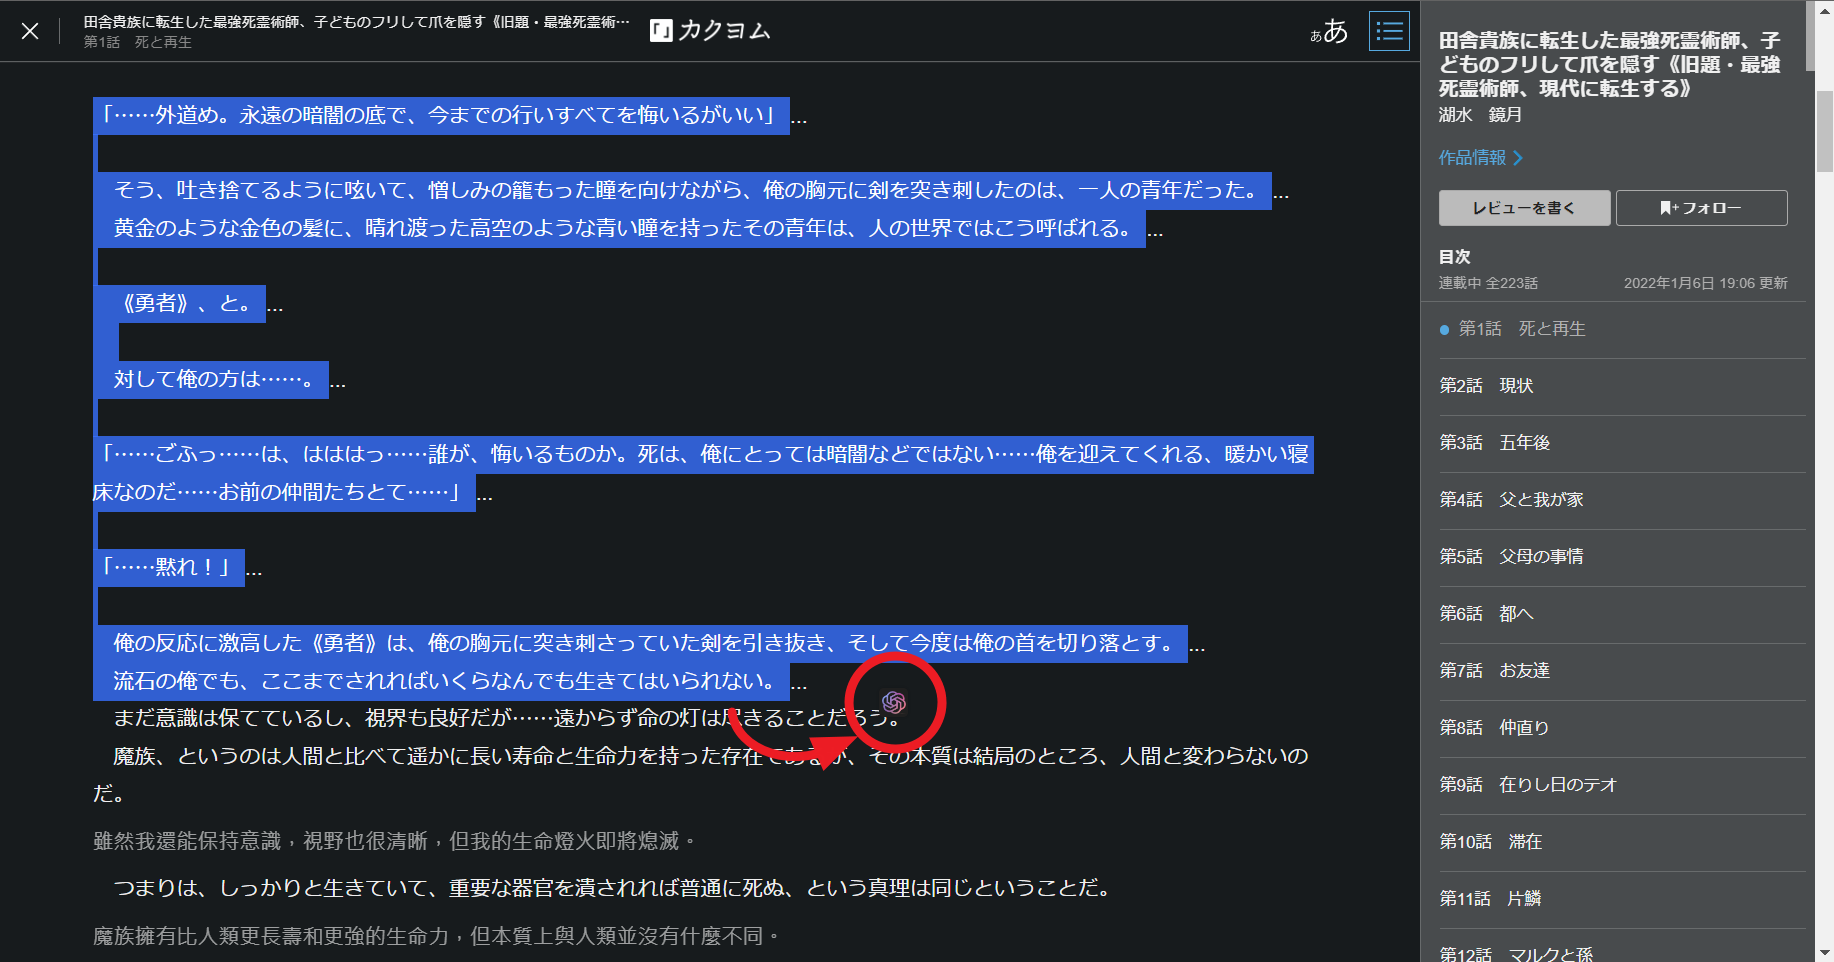 田舎貴族に転生した最強死霊術師、子どものフリして爪を隠す《旧題・最強死霊術…
第1話　死と再生
「」カクヨム
ぁあ
「……外道め。永遠の暗闇の底で、今までの行いすべてを悔いるがいい」...
そう、吐き捨てるように呟いて、憎しみの籠もった瞳を向けながら、俺の胸元に剣を突き刺したのは、一人の青年だった。...
黄金のような金色の髪に、晴れ渡った高空のような青い瞳を持ったその青年は、人の世界ではこう呼ばれる。...
《勇者》、と。...
対して俺の方は……。...
「……ごふっ……は、はははっ……誰が、悔いるものか。死は、俺にとっては暗闇などではない……俺を迎えてくれる、暖かい寝
床なのだ……お前の仲間たちとて……」...
「……黙れ！」...
俺の反応に激高した《勇者》は、俺の胸元に突き刺さっていた剣を引き抜き、そして今度は俺の首を切り落とす。...
流石の俺でも、ここまでされればいくらなんでも生きてはいられない。...
まだ意識は保てているし、視界も良好だが……遠からず命の灯は尽きることだろう。
魔族、というのは人間と比べて遥かに長い寿命と生命力を持った存在であるが、その本質は結局のところ、人間と変わらないの
だ。
雖然我還能保持意識，視野也很清晰，但我的生命燈火即將熄滅。
つまりは、しっかりと生きていて、重要な器官を潰されれば普通に死ぬ、という真理は同じということだ。
魔族擁有比人類更長壽和更強的生命力，但本質上與人類並沒有什麼不同。
田舎貴族に転生した最強死霊術師、子
どものフリして爪を隠す《旧題・最強
死霊術師、現代に転生する》
湖水　鏡月
作品情報
レビューを書く
+フォロー
目次
連載中 全223話
2022年1月6日 19:06 更新
第1話　死と再生
第2話　現状
第3話　五年後
第4話　父と我が家
第5話　父母の事情
第6話　都へ
第7話　お友達
第8話　仲直り
第9話　在りし日のテオ
第10話　滞在
第11話　片鱗
第12話　マルクと孫